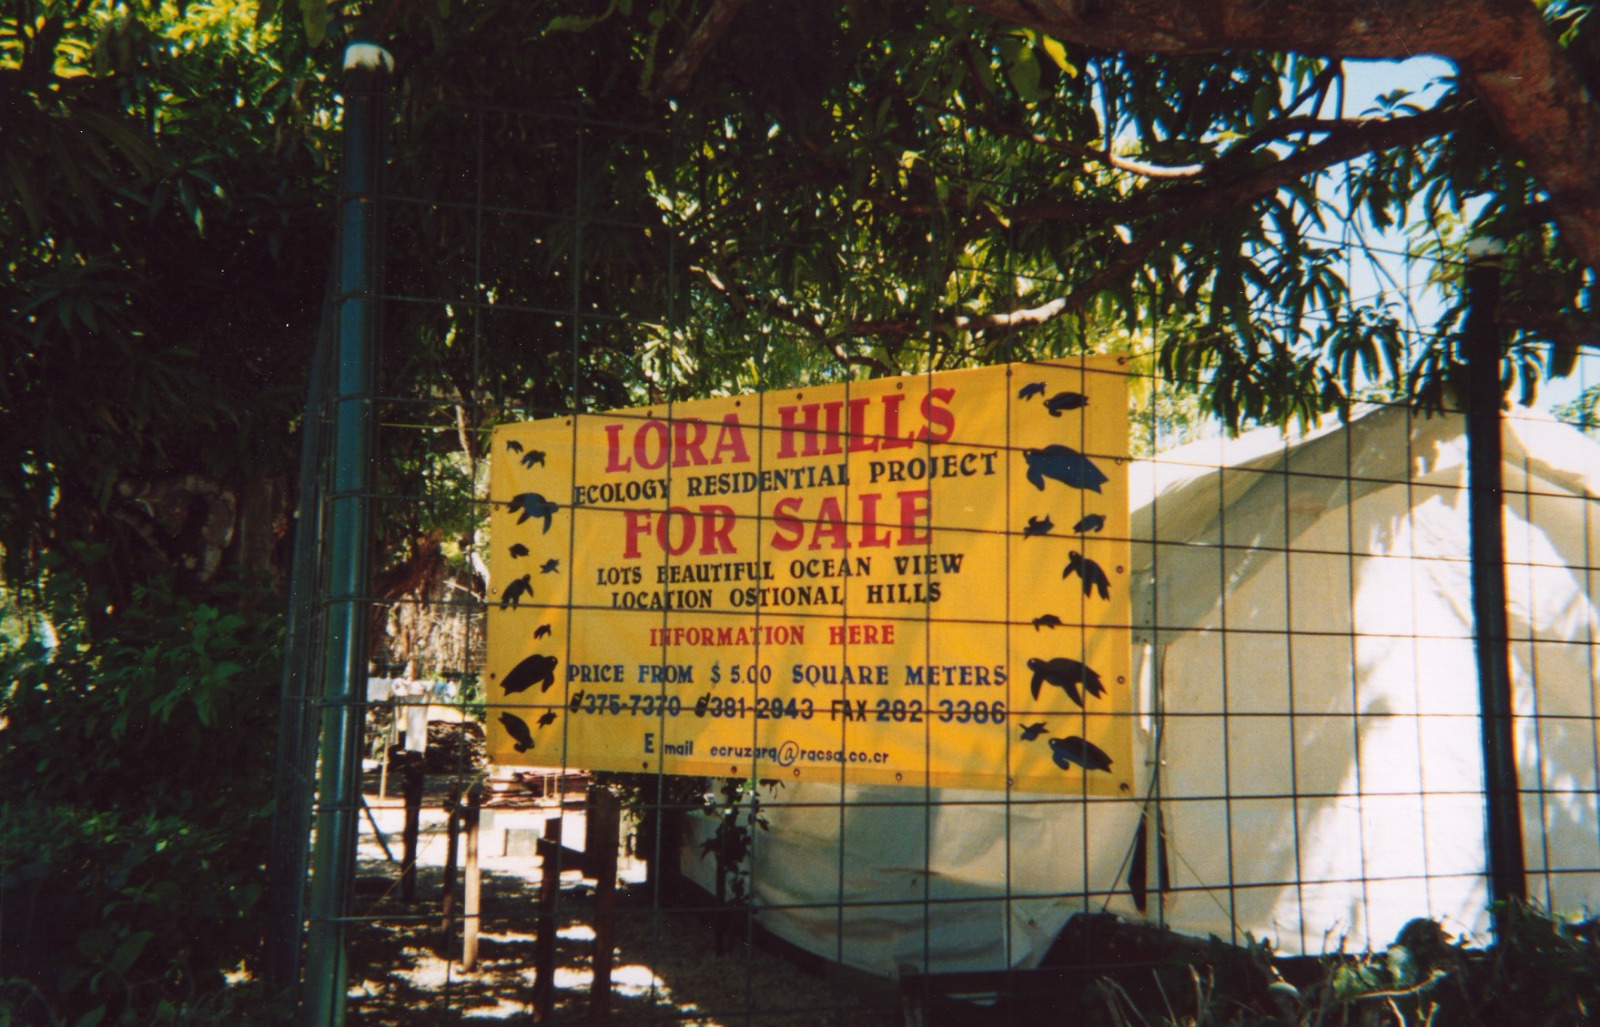 LORA HILLS
ECOLOGY RESIDENTIAL PROJECT
FOR SALE
LOTS BEAUTIFUL OCEAN VIEW
LOCATION OSTIONAL HILLS
INFORMATION HERE
PRICE FROM $ 5.00 SQUARE METERS
375-7370 381-2943 FAX 282-3386
E mail ecruzarq@racsa.co.cr